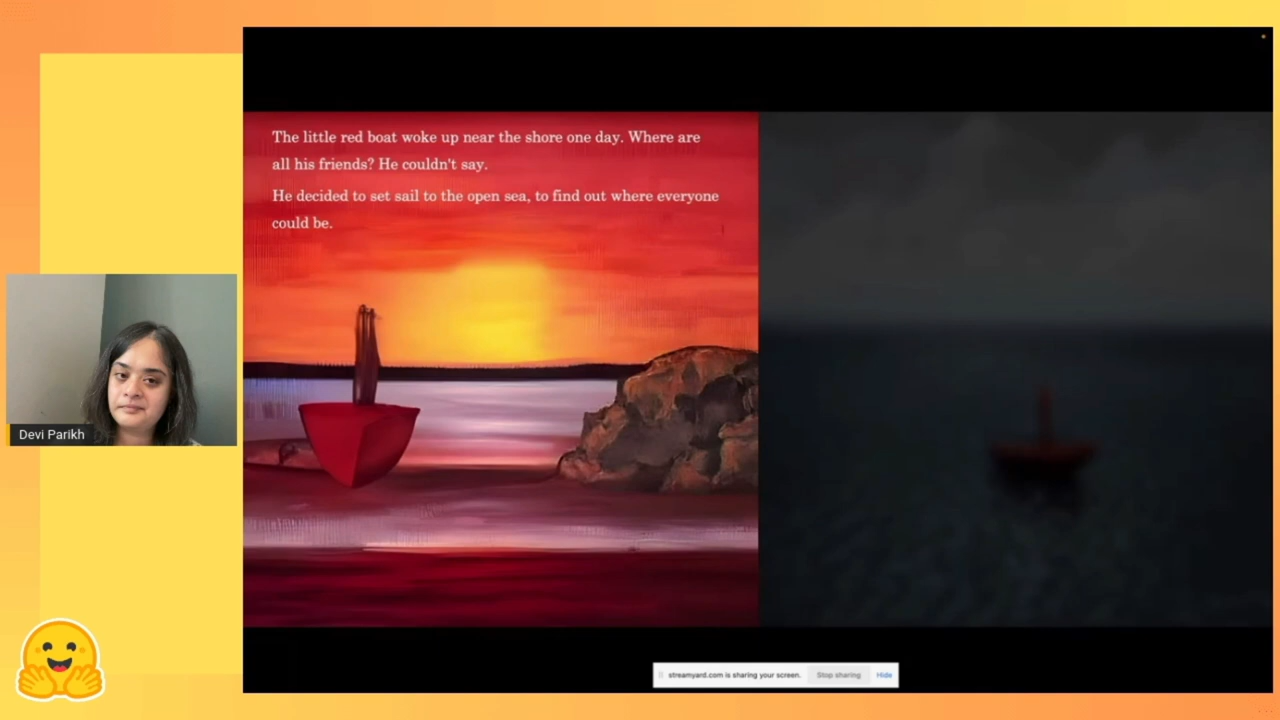 The little red boat woke up near the shore one day. Where are
all his friends? He couldn't say.
He decided to set sail to the open sea, to find out where everyone
could be.
Devi Parikh
streamyard.com is sharing your screen. Stop sharing Hide